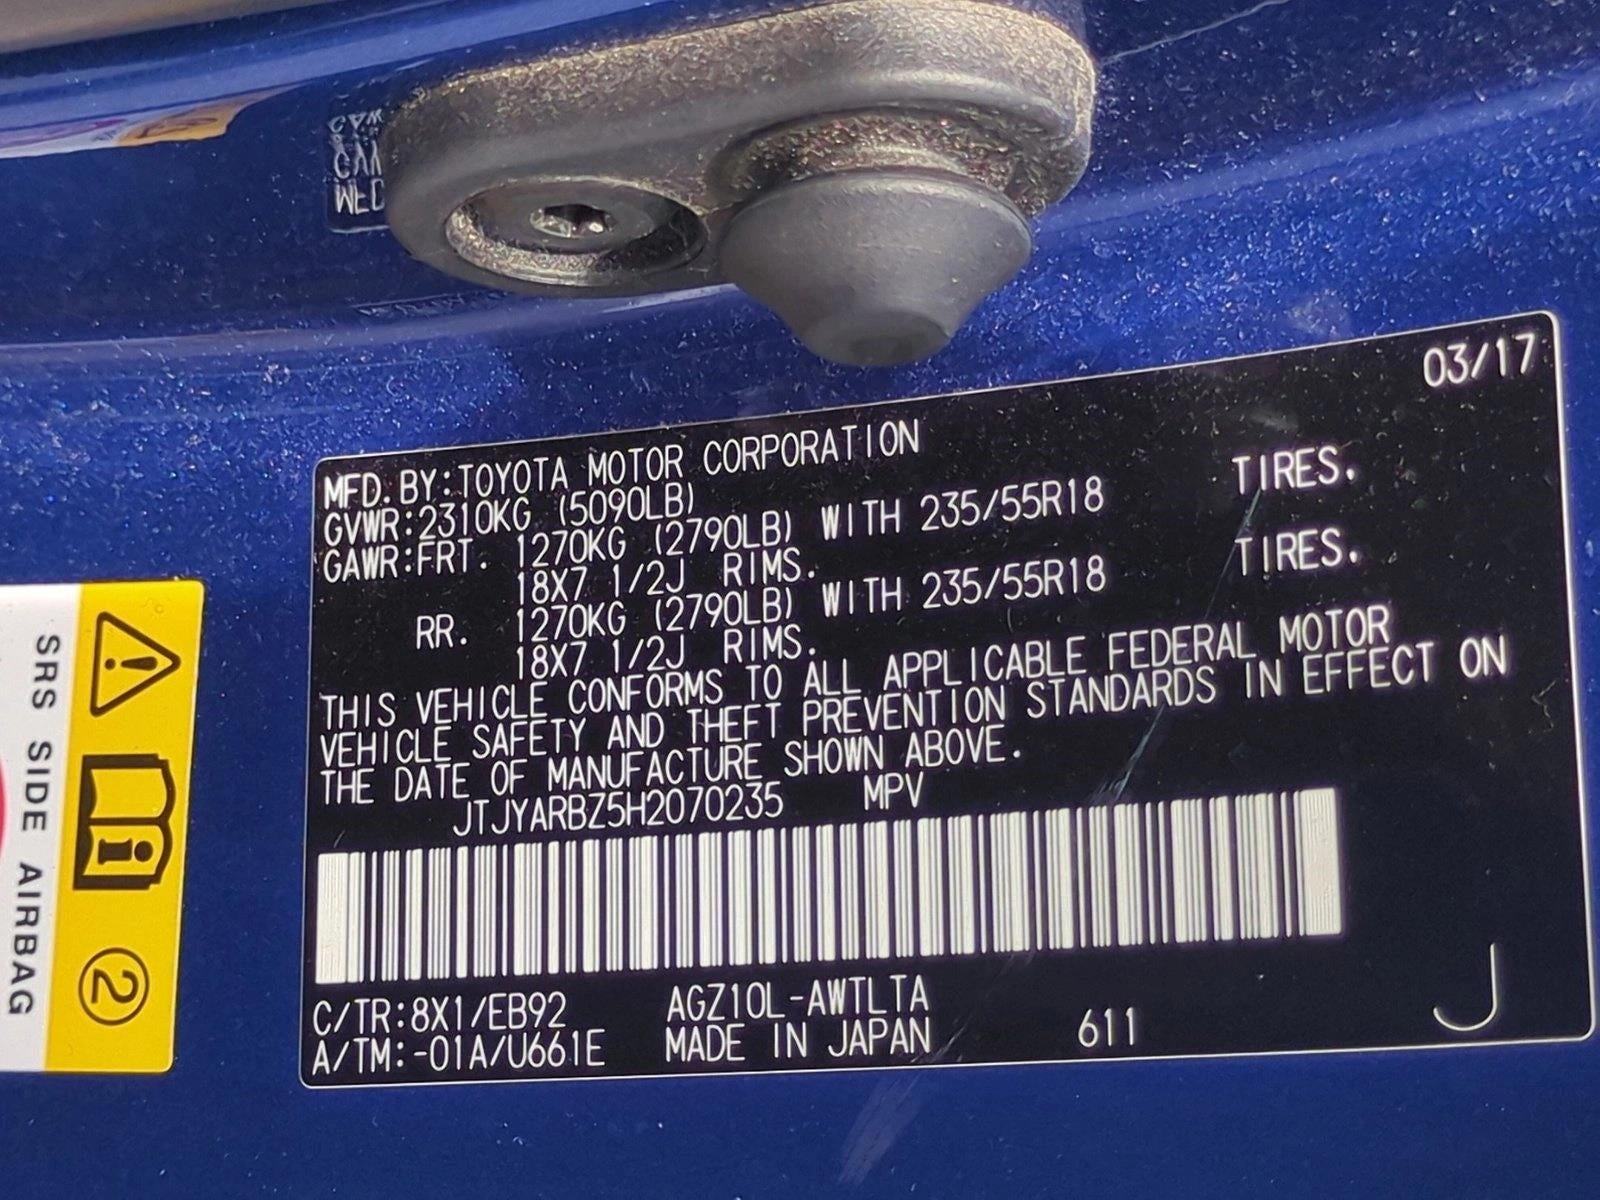 03/17
MFD. BY: TOYOTA MOTOR CORPORATION
GVWR: 2310KG (5090LB)
GAWR: FRT. 1270KG (2790LB) WITH 235/55R18 TIRES.
18X7 1/2J RIMS.
RR. 1270KG (2790LB) WITH 235/55R18 TIRES.
18X7 1/2J RIMS.
THIS VEHICLE CONFORMS TO ALL APPLICABLE FEDERAL MOTOR
VEHICLE SAFETY AND THEFT PREVENTION STANDARDS IN EFFECT ON
THE DATE OF MANUFACTURE SHOWN ABOVE.
JTJYARBZ5H2070235 MPV
C/TR: 8X1/EB92 AGZ10L-AWTLTA
A/TM: -01A/U661E MADE IN JAPAN 611
J
SRS SIDE AIRBAG
2